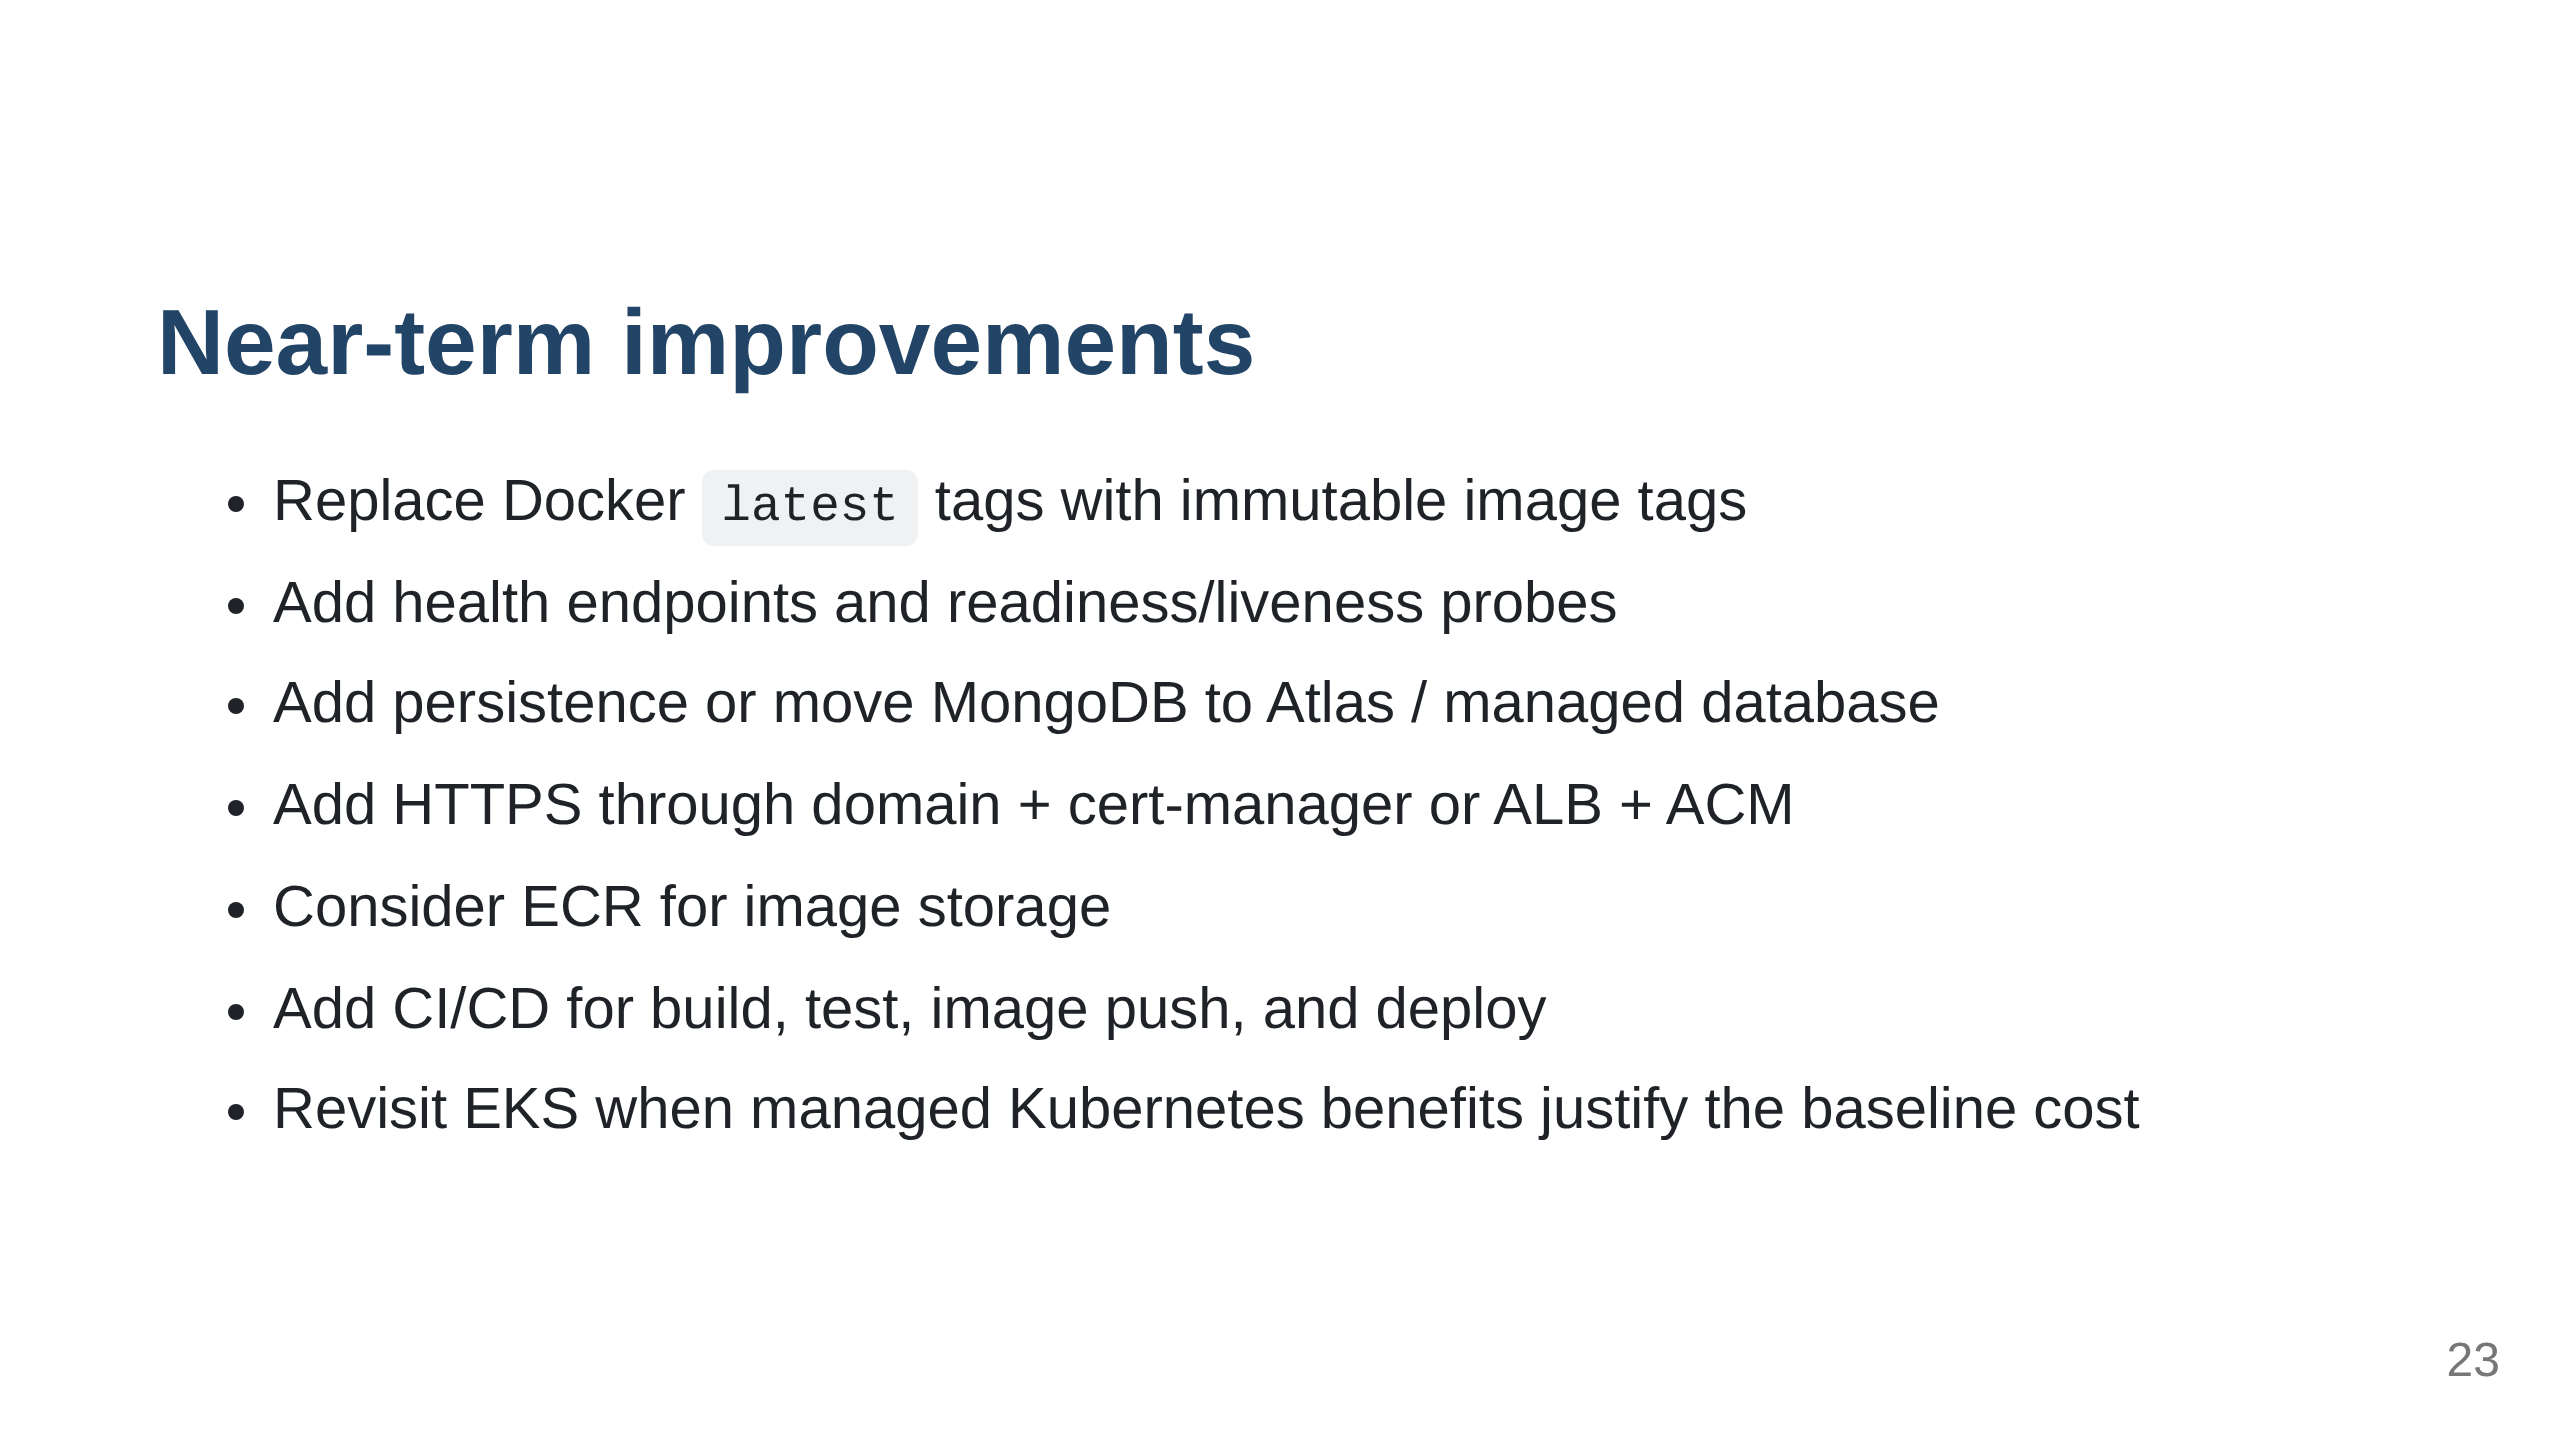 Near-term improvements
• Replace Docker latest tags with immutable image tags
• Add health endpoints and readiness/liveness probes
• Add persistence or move MongoDB to Atlas / managed database
• Add HTTPS through domain + cert-manager or ALB + ACM
• Consider ECR for image storage
• Add CI/CD for build, test, image push, and deploy
• Revisit EKS when managed Kubernetes benefits justify the baseline cost
23